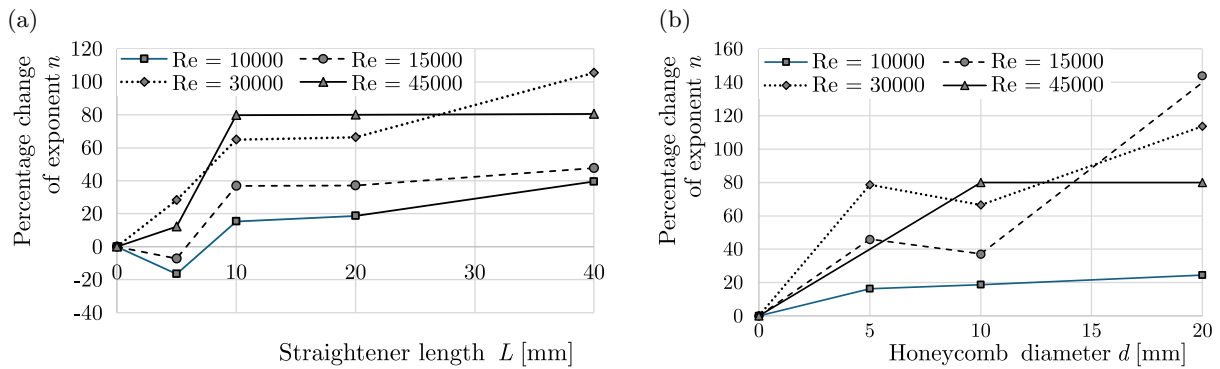 (a)
Percentage change
of exponent n
120
100
80
60
40
20
0
-20
-40
Re = 10000
Re = 15000
Re = 30000
Re = 45000
0
10
20
30
40
Straightener length L [mm]
(b)
Percentage change
of exponent n
160
140
120
100
80
60
40
20
0
Re = 10000
Re = 15000
Re = 30000
Re = 45000
0
5
10
15
20
Honeycomb diameter d [mm]